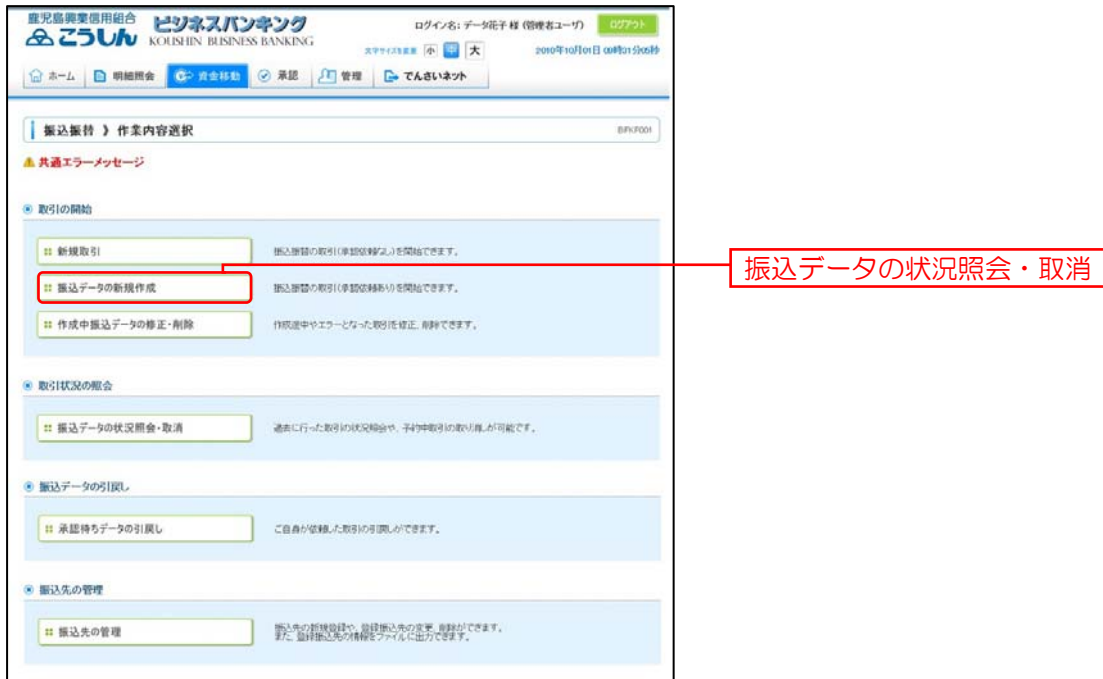 鹿児島興業信用組合
こうしん
ビジネスバンキング
KOUSHIN BUSINESS BANKING
ログイン名：データ花子 様 (管理者ユーザ)
ログアウト
文字サイズを変更 小 中 大
2010年10月01日 00時01分05秒
ホーム 明細照会 資金移動 承認 管理 でんさいネット
振込振替 》 作業内容選択
BFKF001
共通エラーメッセージ
取引の開始
新規取引
振込振替の取引(承認依頼なし)を開始できます。
振込データの状況照会・取消
振込データの新規作成
振込振替の取引(承認依頼あり)を開始できます。
作成中振込データの修正・削除
作成途中やエラーとなった取引を修正、削除できます。
取引状況の照会
振込データの状況照会・取消
過去に行った取引の状況照会や、予約中取引の取り消しが可能です。
振込データの引戻し
承認待ちデータの引戻し
ご自身が依頼した取引の引戻しができます。
振込先の管理
振込先の管理
振込先の新規登録や、登録振込先の変更、削除ができます。
また、登録振込先の情報をファイルに出力できます。